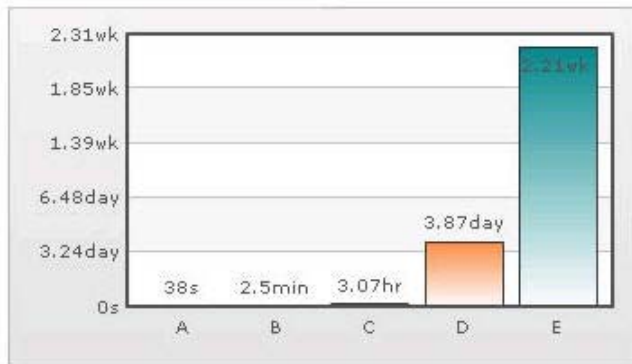 2.31wk
1.85wk
1.39wk
6.48day
3.24day
0s
38s
2.5min
3.07hr
3.87day
2.21wk
A
B
C
D
E